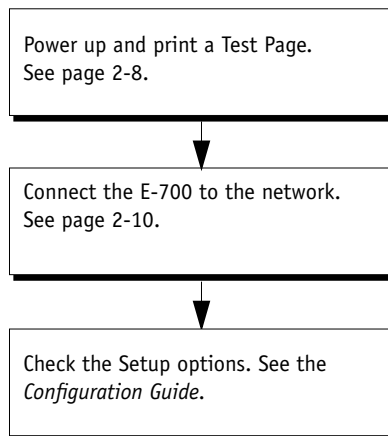 Power up and print a Test Page.
See page 2-8.
Connect the E-700 to the network.
See page 2-10.
Check the Setup options. See the
Configuration Guide.